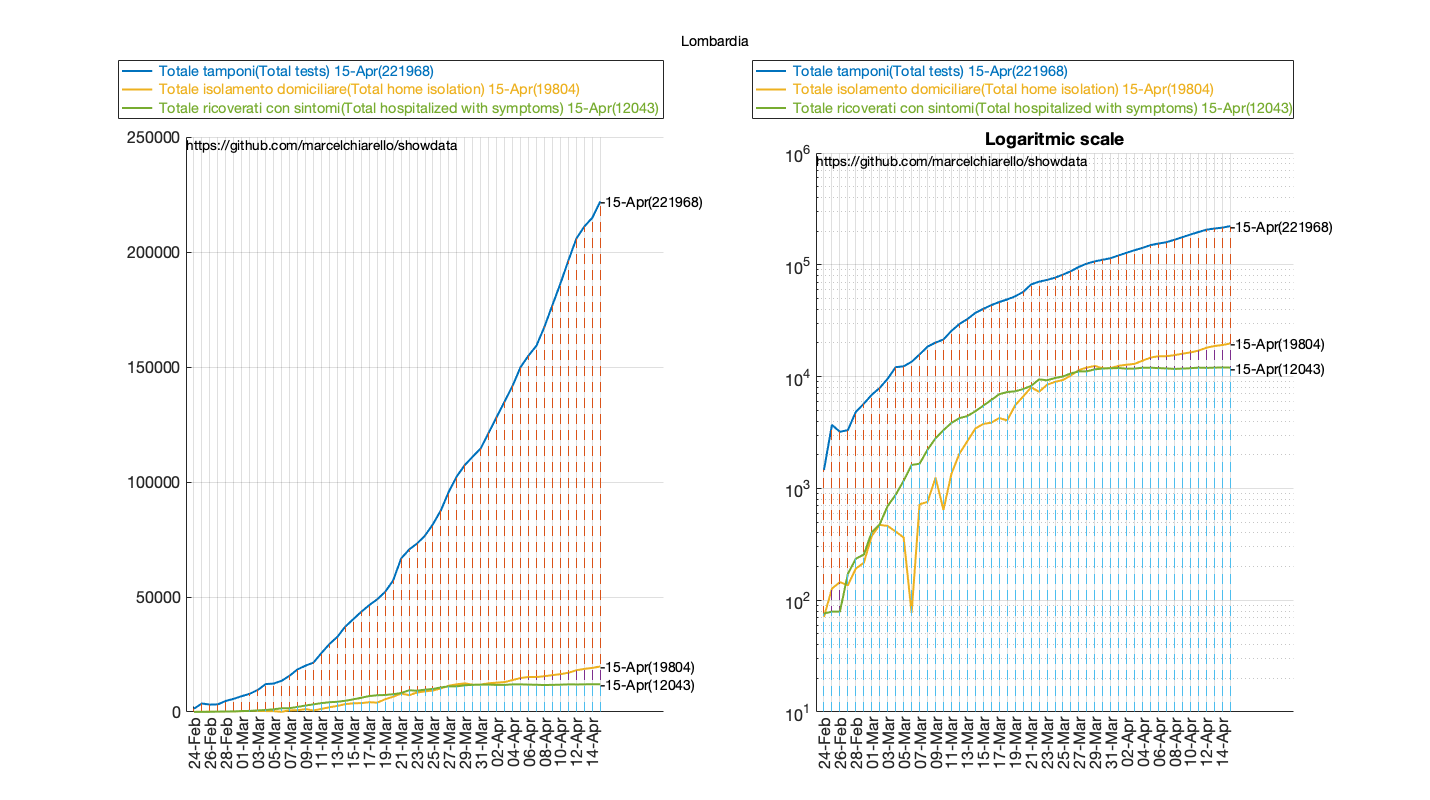 Lombardia
Totale tamponi(Total tests) 15-Apr(221968)
Totale isolamento domiciliare(Total home isolation) 15-Apr(19804)
Totale ricoverati con sintomi(Total hospitalized with symptoms) 15-Apr(12043)
250000
200000
150000
100000
50000
0
https://github.com/marcelchiarello/showdata
-15-Apr(221968)
-15-Apr(19804)
-15-Apr(12043)
24-Feb
26-Feb
28-Feb
01-Mar
03-Mar
05-Mar
07-Mar
09-Mar
11-Mar
13-Mar
15-Mar
17-Mar
19-Mar
21-Mar
23-Mar
25-Mar
27-Mar
29-Mar
31-Mar
02-Apr
04-Apr
06-Apr
08-Apr
10-Apr
12-Apr
14-Apr
Totale tamponi(Total tests) 15-Apr(221968)
Totale isolamento domiciliare(Total home isolation) 15-Apr(19804)
Totale ricoverati con sintomi(Total hospitalized with symptoms) 15-Apr(12043)
Logaritmic scale
10^6
10^5
10^4
10^3
10^2
10^1
https://github.com/marcelchiarello/showdata
-15-Apr(221968)
-15-Apr(19804)
-15-Apr(12043)
24-Feb
26-Feb
28-Feb
01-Mar
03-Mar
05-Mar
07-Mar
09-Mar
11-Mar
13-Mar
15-Mar
17-Mar
19-Mar
21-Mar
23-Mar
25-Mar
27-Mar
29-Mar
31-Mar
02-Apr
04-Apr
06-Apr
08-Apr
10-Apr
12-Apr
14-Apr